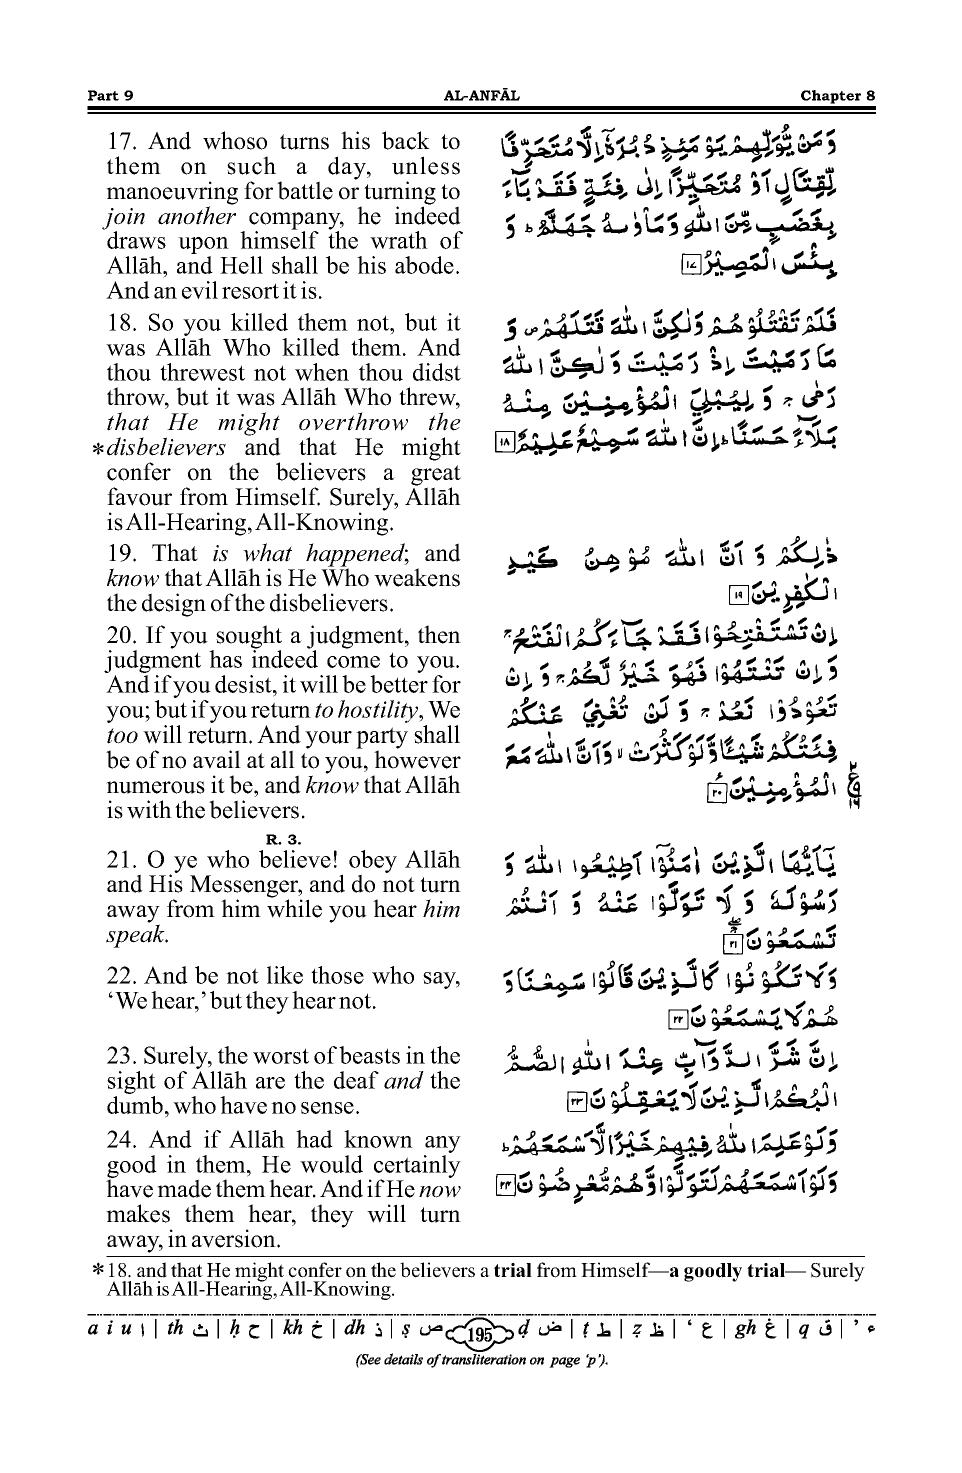 Part 9 AL-ANFĀL Chapter 8
17. And whoso turns his back to
them on such a day, unless
manoeuvring for battle or turning to
join another company, he indeed
draws upon himself the wrath of
Allāh, and Hell shall be his abode.
And an evil resort it is.
وَمَنْ يُّوَلِّهِمْ يَوْمَئِذٍ دُبُرَهٗۤ اِلَّا مُتَحَرِّفًا
لِّقِتَالٍ اَوْ مُتَحَيِّزًا اِلٰى فِئَةٍ فَقَدْ بَآءَ
بِغَضَبٍ مِّنَ اللّٰهِ وَمَاْوٰىهُ جَهَنَّمُ ؕ وَ
بِئْسَ الْمَصِيْرُ ۱۷
18. So you killed them not, but it
was Allāh Who killed them. And
thou threwest not when thou didst
throw, but it was Allāh Who threw,
that He might overthrow the
*disbelievers and that He might
confer on the believers a great
favour from Himself. Surely, Allāh
is All-Hearing, All-Knowing.
فَلَمْ تَقْتُلُوْهُمْ وَلٰكِنَّ اللّٰهَ قَتَلَهُمْ ۪ وَ
مَا رَمَيْتَ اِذْ رَمَيْتَ وَ لٰكِنَّ اللّٰهَ
رَمٰى ۚ وَ لِيُبْلِيَ الْمُؤْمِنِيْنَ مِنْهُ
بَلَآءً حَسَنًا ؕ اِنَّ اللّٰهَ سَمِيْعٌ عَلِيْمٌ ۱۸
19. That is what happened; and
know that Allāh is He Who weakens
the design of the disbelievers.
ذٰلِكُمْ وَ اَنَّ اللّٰهَ مُوْهِنُ كَيْدِ
الْكٰفِرِيْنَ ۱۹
20. If you sought a judgment, then
judgment has indeed come to you.
And if you desist, it will be better for
you; but if you return to hostility, We
too will return. And your party shall
be of no avail at all to you, however
numerous it be, and know that Allāh
is with the believers.
اِنْ تَسْتَفْتِحُوْا فَقَدْ جَآءَكُمُ الْفَتْحُ ۚ
وَ اِنْ تَنْتَهُوْا فَهُوَ خَيْرٌ لَّكُمْ ۚ وَ اِنْ
تَعُوْدُوْا نَعُدْ ۚ وَ لَنْ تُغْنِيَ عَنْكُمْ
فِئَتُكُمْ شَيْـًٔا وَّلَوْ كَثُرَتْ ۙ وَاَنَّ اللّٰهَ مَعَ
الْمُؤْمِنِيْنَ ۲۰
R. 3.
21. O ye who believe! obey Allāh
and His Messenger, and do not turn
away from him while you hear him
speak.
يٰۤاَيُّهَا الَّذِيْنَ اٰمَنُوْۤا اَطِيْعُوا اللّٰهَ وَ
رَسُوْلَهٗ وَ لَا تَوَلَّوْا عَنْهُ وَ اَنْتُمْ
تَسْمَعُوْنَ ۲۱
22. And be not like those who say,
‘We hear,’ but they hear not.
وَلَا تَكُوْنُوْا كَالَّذِيْنَ قَالُوْا سَمِعْنَا وَ
هُمْ لَا يَسْمَعُوْنَ ۲۲
23. Surely, the worst of beasts in the
sight of Allāh are the deaf and the
dumb, who have no sense.
اِنَّ شَرَّ الدَّوَآبِّ عِنْدَ اللّٰهِ الصُّمُّ
الْبُكْمُ الَّذِيْنَ لَا يَعْقِلُوْنَ ۲۳
24. And if Allāh had known any
good in them, He would certainly
have made them hear. And if He now
makes them hear, they will turn
away, in aversion.
وَلَوْ عَلِمَ اللّٰهُ فِيْهِمْ خَيْرًا لَّاَسْمَعَهُمْ ؕ
وَلَوْ اَسْمَعَهُمْ لَتَوَلَّوْا وَّهُمْ مُّعْرِضُوْنَ ۲۴
*18. and that He might confer on the believers a trial from Himself—a goodly trial— Surely
Allāh is All-Hearing, All-Knowing.
a i u ا | th ث | ḥ ح | kh خ | dh ذ | ṣ ص 195 ḍ ض | ṭ ط | ẓ ظ | ‘ ع | gh غ | q ق | ’ ء
(See details of transliteration on page ‘p’).